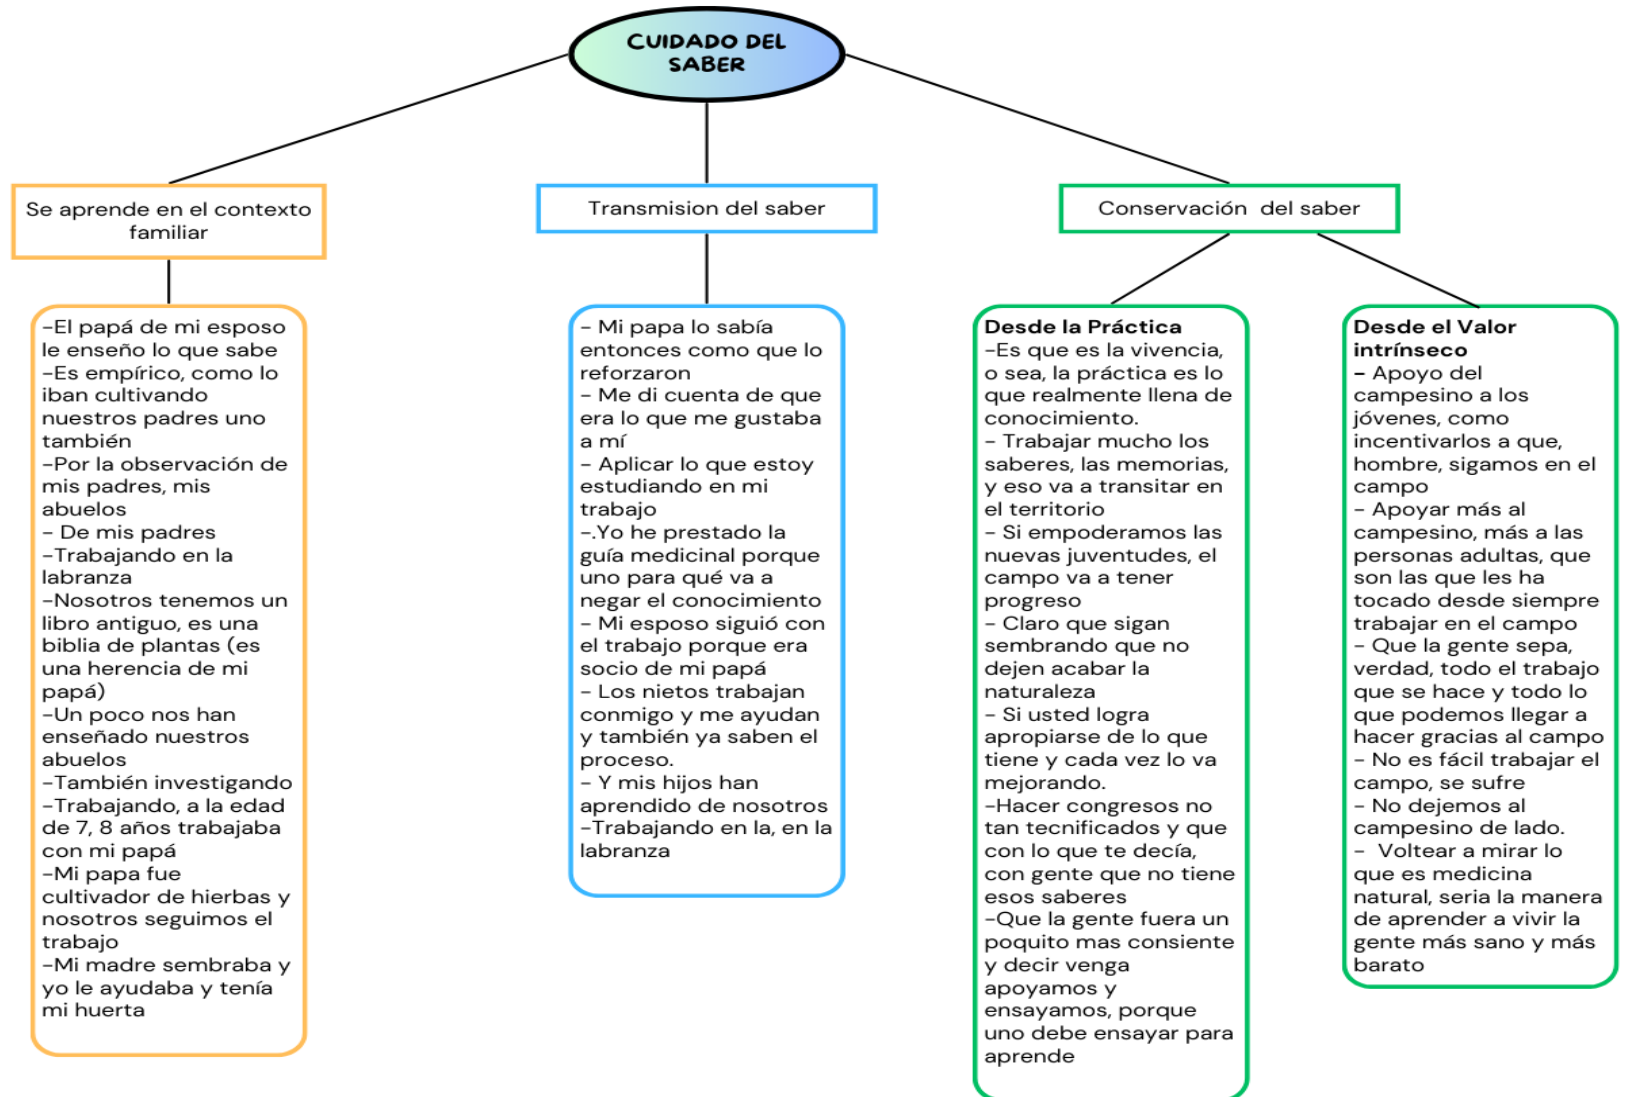 CUIDADO DEL
SABER
Se aprende en el contexto
familiar
-El papá de mi esposo
le enseño lo que sabe
-Es empírico, como lo
iban cultivando
nuestros padres uno
también
-Por la observación de
mis padres, mis
abuelos
- De mis padres
-Trabajando en la
labranza
-Nosotros tenemos un
libro antiguo, es una
biblia de plantas (es
una herencia de mi
papá)
-Un poco nos han
enseñado nuestros
abuelos
-También investigando
-Trabajando, a la edad
de 7, 8 años trabajaba
con mi papá
-Mi papa fue
cultivador de hierbas y
nosotros seguimos el
trabajo
-Mi madre sembraba y
yo le ayudaba y tenía
mi huerta
Transmision del saber
- Mi papa lo sabía
entonces como que lo
reforzaron
- Me di cuenta de que
era lo que me gustaba
a mí
- Aplicar lo que estoy
estudiando en mi
trabajo
-.Yo he prestado la
guía medicinal porque
uno para qué va a
negar el conocimiento
- Mi esposo siguió con
el trabajo porque era
socio de mi papá
- Los nietos trabajan
conmigo y me ayudan
y también ya saben el
proceso.
- Y mis hijos han
aprendido de nosotros
-Trabajando en la, en la
labranza
Conservación del saber
Desde la Práctica
-Es que es la vivencia,
o sea, la práctica es lo
que realmente llena de
conocimiento.
- Trabajar mucho los
saberes, las memorias,
y eso va a transitar en
el territorio
- Si empoderamos las
nuevas juventudes, el
campo va a tener
progreso
- Claro que sigan
sembrando que no
dejen acabar la
naturaleza
- Si usted logra
apropiarse de lo que
tiene y cada vez lo va
mejorando.
-Hacer congresos no
tan tecnificados y que
con lo que te decía,
con gente que no tiene
esos saberes
-Que la gente fuera un
poquito mas consiente
y decir venga
apoyamos y
ensayamos, porque
uno debe ensayar para
aprende
Desde el Valor
intrínseco
- Apoyo del
campesino a los
jóvenes, como
incentivarlos a que,
hombre, sigamos en el
campo
- Apoyar más al
campesino, más a las
personas adultas, que
son las que les ha
tocado desde siempre
trabajar en el campo
- Que la gente sepa,
verdad, todo el trabajo
que se hace y todo lo
que podemos llegar a
hacer gracias al campo
- No es fácil trabajar el
campo, se sufre
- No dejemos al
campesino de lado.
- Voltear a mirar lo
que es medicina
natural, seria la manera
de aprender a vivir la
gente más sano y más
barato